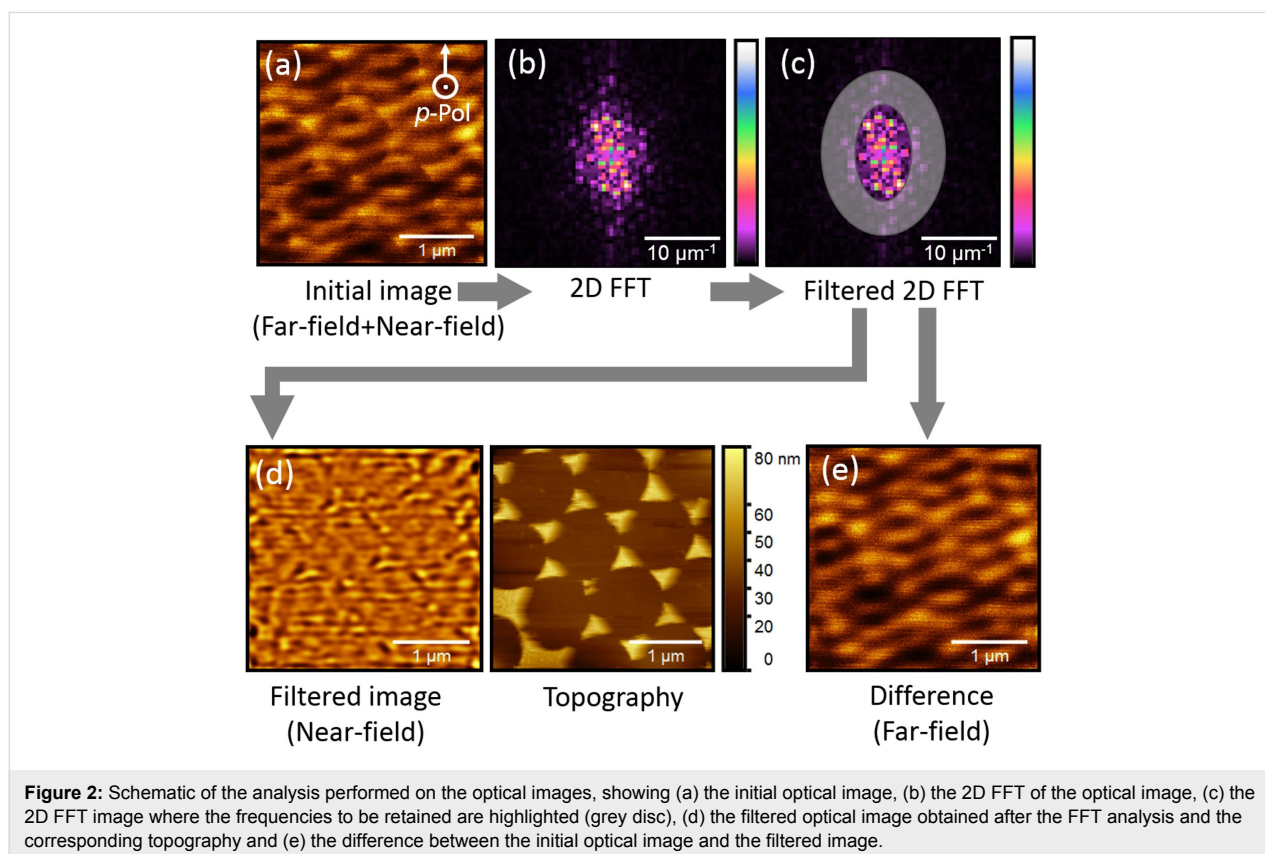 (a)
p-Pol
1 µm
(b)
10 µm⁻¹
(c)
10 µm⁻¹
Initial image
(Far-field+Near-field)
2D FFT
Filtered 2D FFT
(d)
1 µm
1 µm
80 nm
60
50
40
30
20
0
(e)
1 µm
Filtered image
(Near-field)
Topography
Difference
(Far-field)
Figure 2: Schematic of the analysis performed on the optical images, showing (a) the initial optical image, (b) the 2D FFT of the optical image, (c) the
2D FFT image where the frequencies to be retained are highlighted (grey disc), (d) the filtered optical image obtained after the FFT analysis and the
corresponding topography and (e) the difference between the initial optical image and the filtered image.